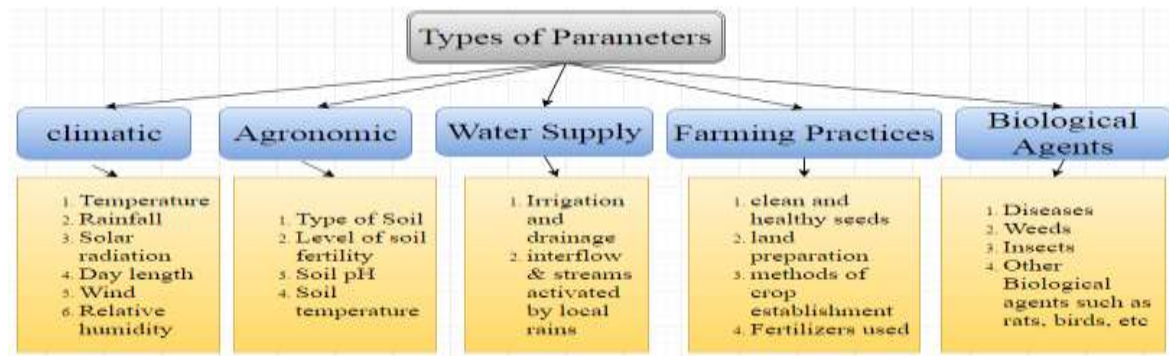 Types of Parameters
climatic
Agronomic
Water Supply
Farming Practices
Biological
Agents
1. Temperature
2. Rainfall
3. Solar
radiation
4. Day length
5. Wind
6. Relative
humidity
1. Type of Soil
2. Level of soil
fertility
3. Soil pH
4. Soil
temperature
1. Irrigation
and
drainage
2. interflow
& streams
activated
by local
rains
1. clean and
healthy seeds
2. land
preparation
3. methods of
crop
establishment
4. Fertilizers used
1. Diseases
2. Weeds
3. Insects
4. Other
Biological
agents such as
rats, birds, etc